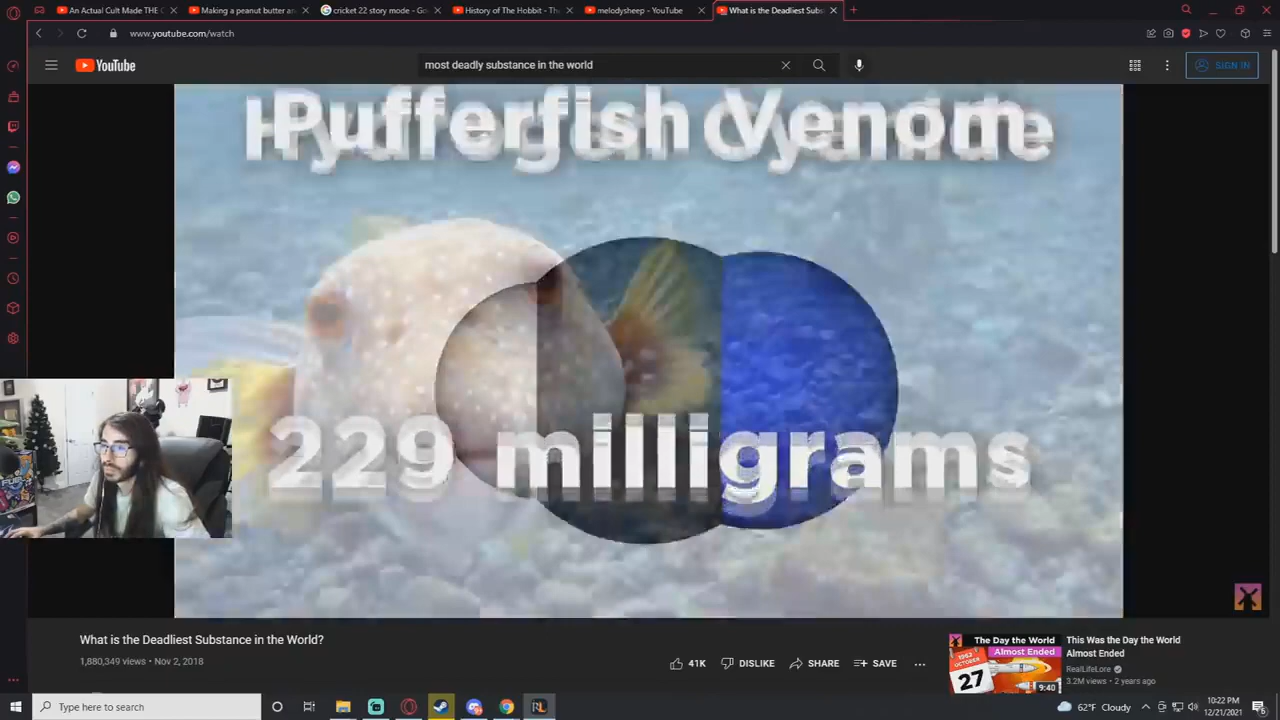 An Actual Cult Made THE C
Making a peanut butter an
cricket 22 story mode - Go
History of The Hobbit - The
melodysheep - YouTube
What is the Deadliest Subs
www.youtube.com/watch
YouTube
most deadly substance in the world
SIGN IN
Pufferfish Venom
Hydrogen Cyanide
229 milligrams
What is the Deadliest Substance in the World?
1,880,349 views • Nov 2, 2018
41K
DISLIKE
SHARE
SAVE
The Day the World
Almost Ended
1962
OCTOBER
27
9:40
This Was the Day the World
Almost Ended
RealLifeLore
3.2M views • 2 years ago
Type here to search
62°F Cloudy
10:22 PM
12/21/2021